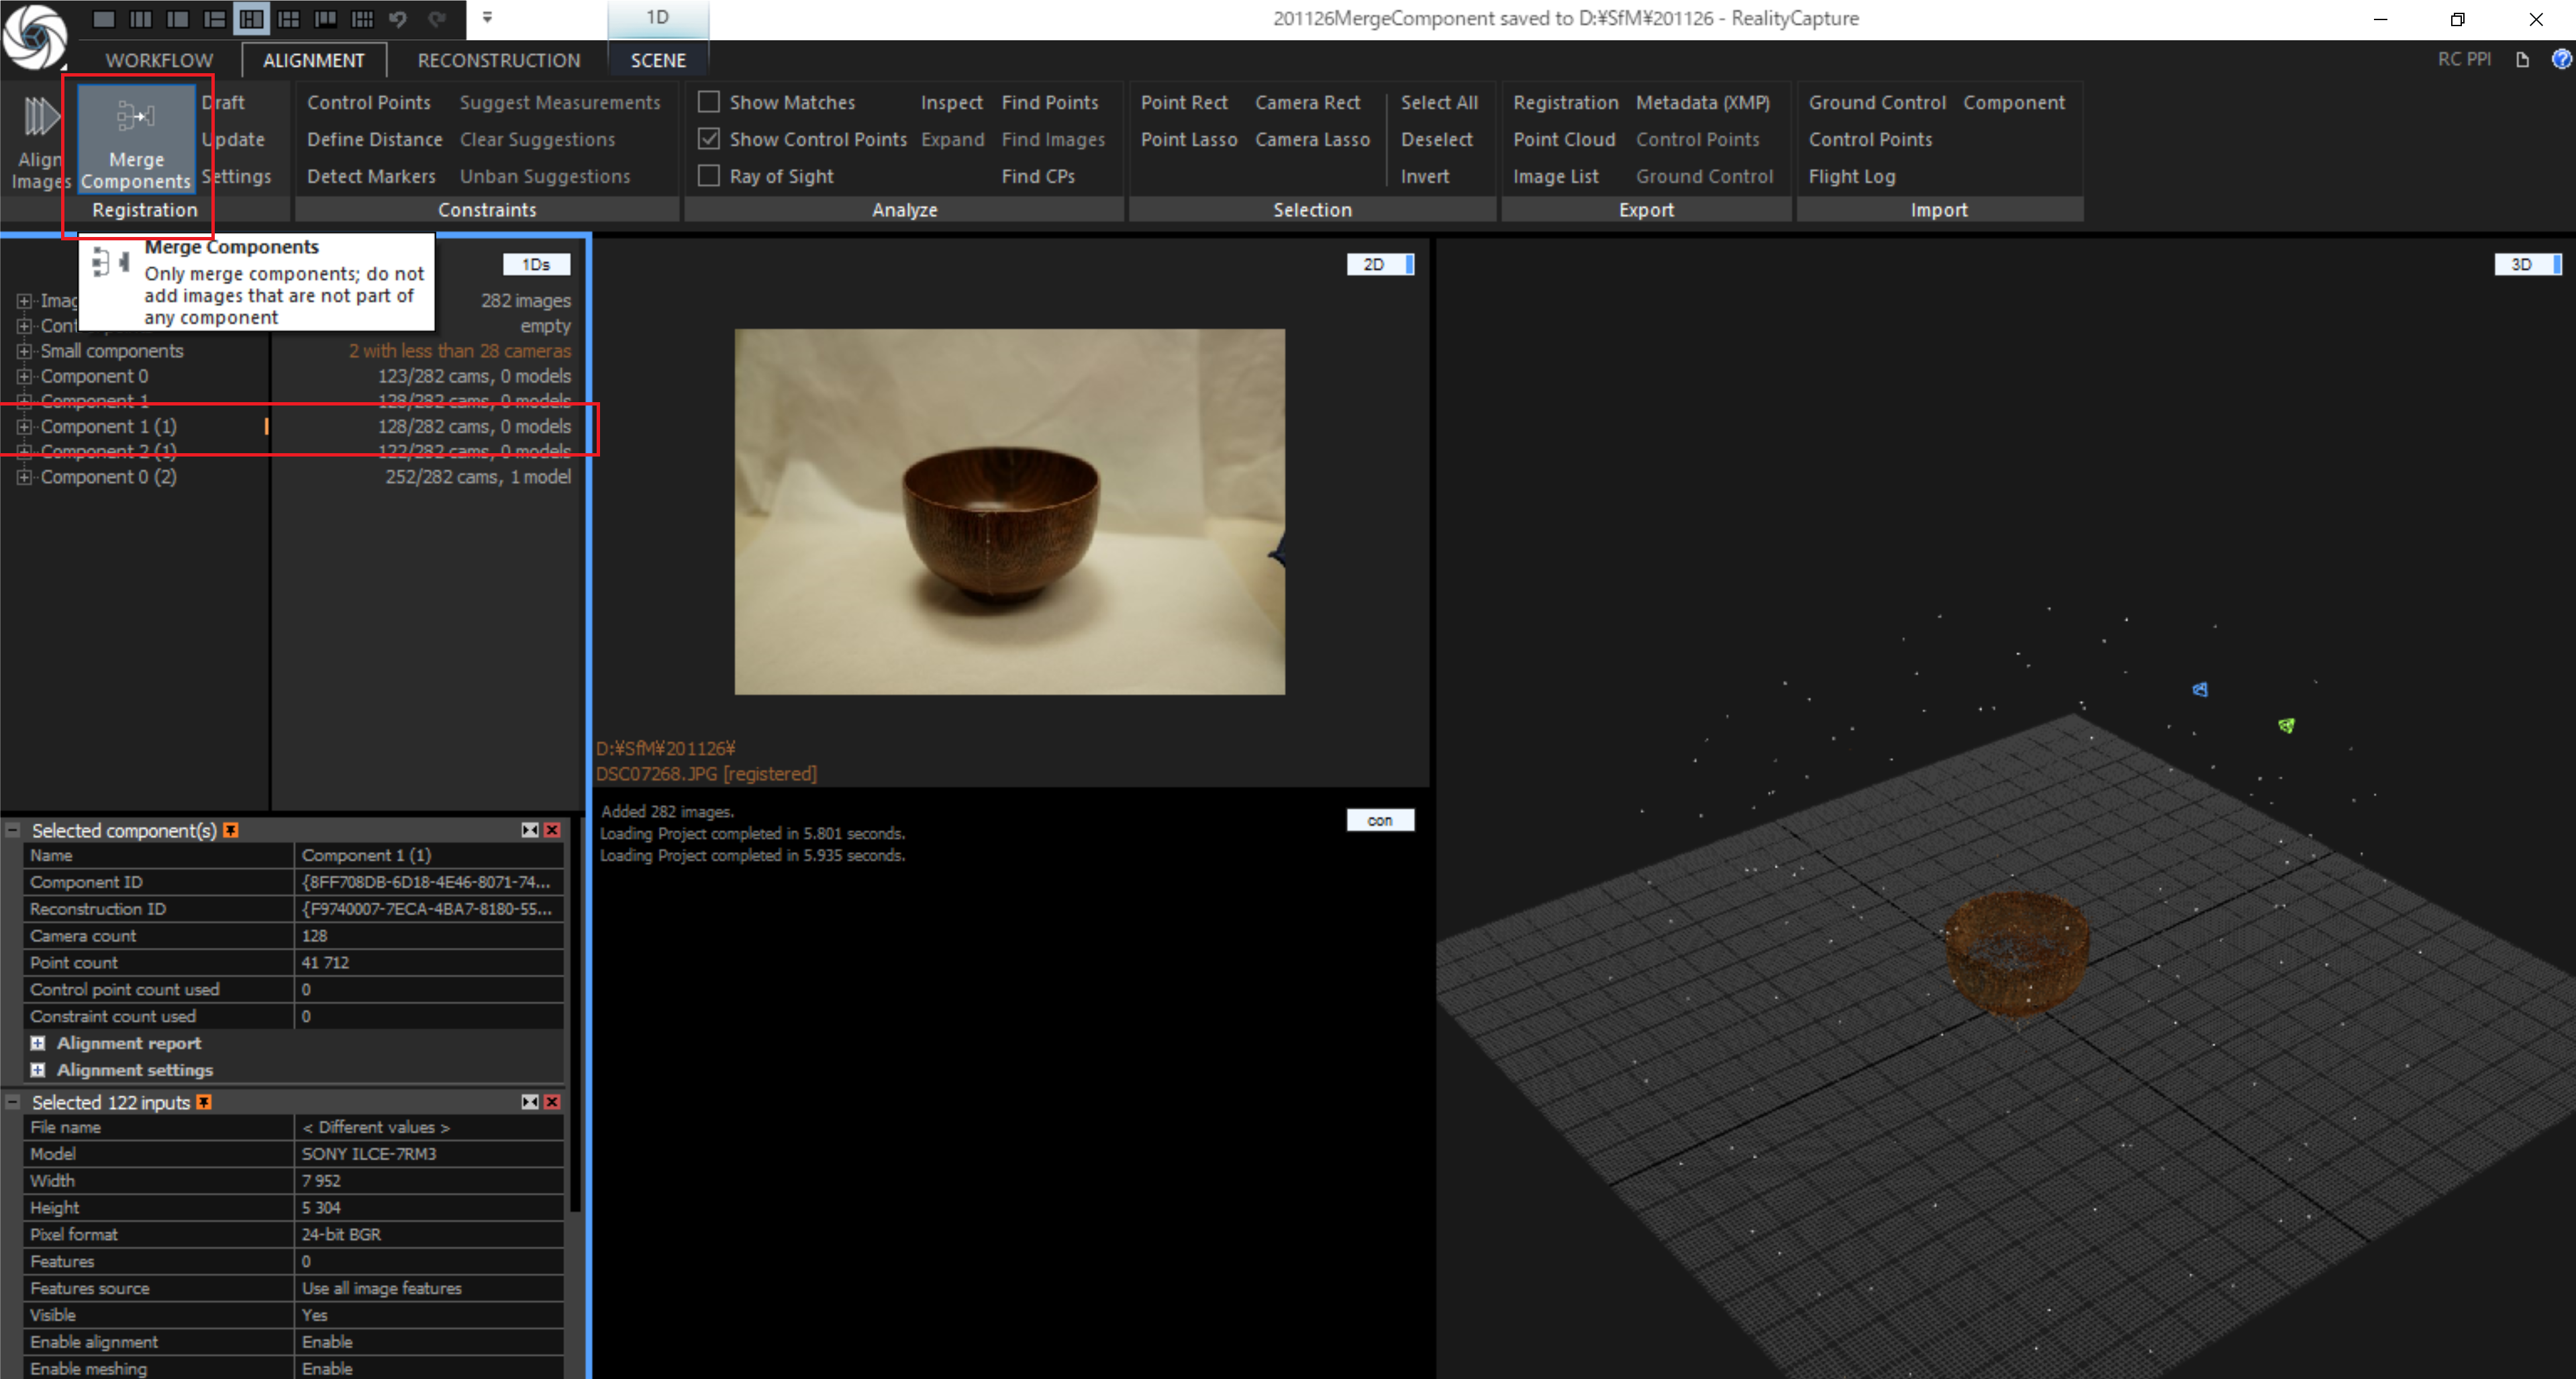 1D
201126MergeComponent saved to D:¥SfM¥201126 - RealityCapture
WORKFLOW
ALIGNMENT
RECONSTRUCTION
SCENE
RC PPI
Align
Images
Merge
Components
Draft
Update
Settings
Registration
Control Points
Suggest Measurements
Define Distance
Clear Suggestions
Detect Markers
Unban Suggestions
Constraints
Show Matches
Inspect
Find Points
Show Control Points
Expand
Find Images
Ray of Sight
Find CPs
Analyze
Point Rect
Camera Rect
Select All
Point Lasso
Camera Lasso
Deselect
Invert
Selection
Registration
Metadata (XMP)
Point Cloud
Control Points
Image List
Ground Control
Export
Ground Control
Component
Control Points
Flight Log
Import
Merge Components
Only merge components; do not
add images that are not part of
any component
1Ds
Imag
282 images
Cont
empty
Small components
2 with less than 28 cameras
Component 0
123/282 cams, 0 models
Component 1
128/282 cams, 0 models
Component 1 (1)
128/282 cams, 0 models
Component 2 (1)
122/282 cams, 0 models
Component 0 (2)
252/282 cams, 1 model
2D
D:¥SfM¥201126¥
DSC07268.JPG [registered]
3D
con
Added 282 images.
Loading Project completed in 5.801 seconds.
Loading Project completed in 5.935 seconds.
Selected component(s)
Name
Component 1 (1)
Component ID
{8FF708DB-6D18-4E46-8071-74...
Reconstruction ID
{F9740007-7ECA-4BA7-8180-55...
Camera count
128
Point count
41 712
Control point count used
0
Constraint count used
0
Alignment report
Alignment settings
Selected 122 inputs
File name
< Different values >
Model
SONY ILCE-7RM3
Width
7 952
Height
5 304
Pixel format
24-bit BGR
Features
0
Features source
Use all image features
Visible
Yes
Enable alignment
Enable
Enable meshing
Enable